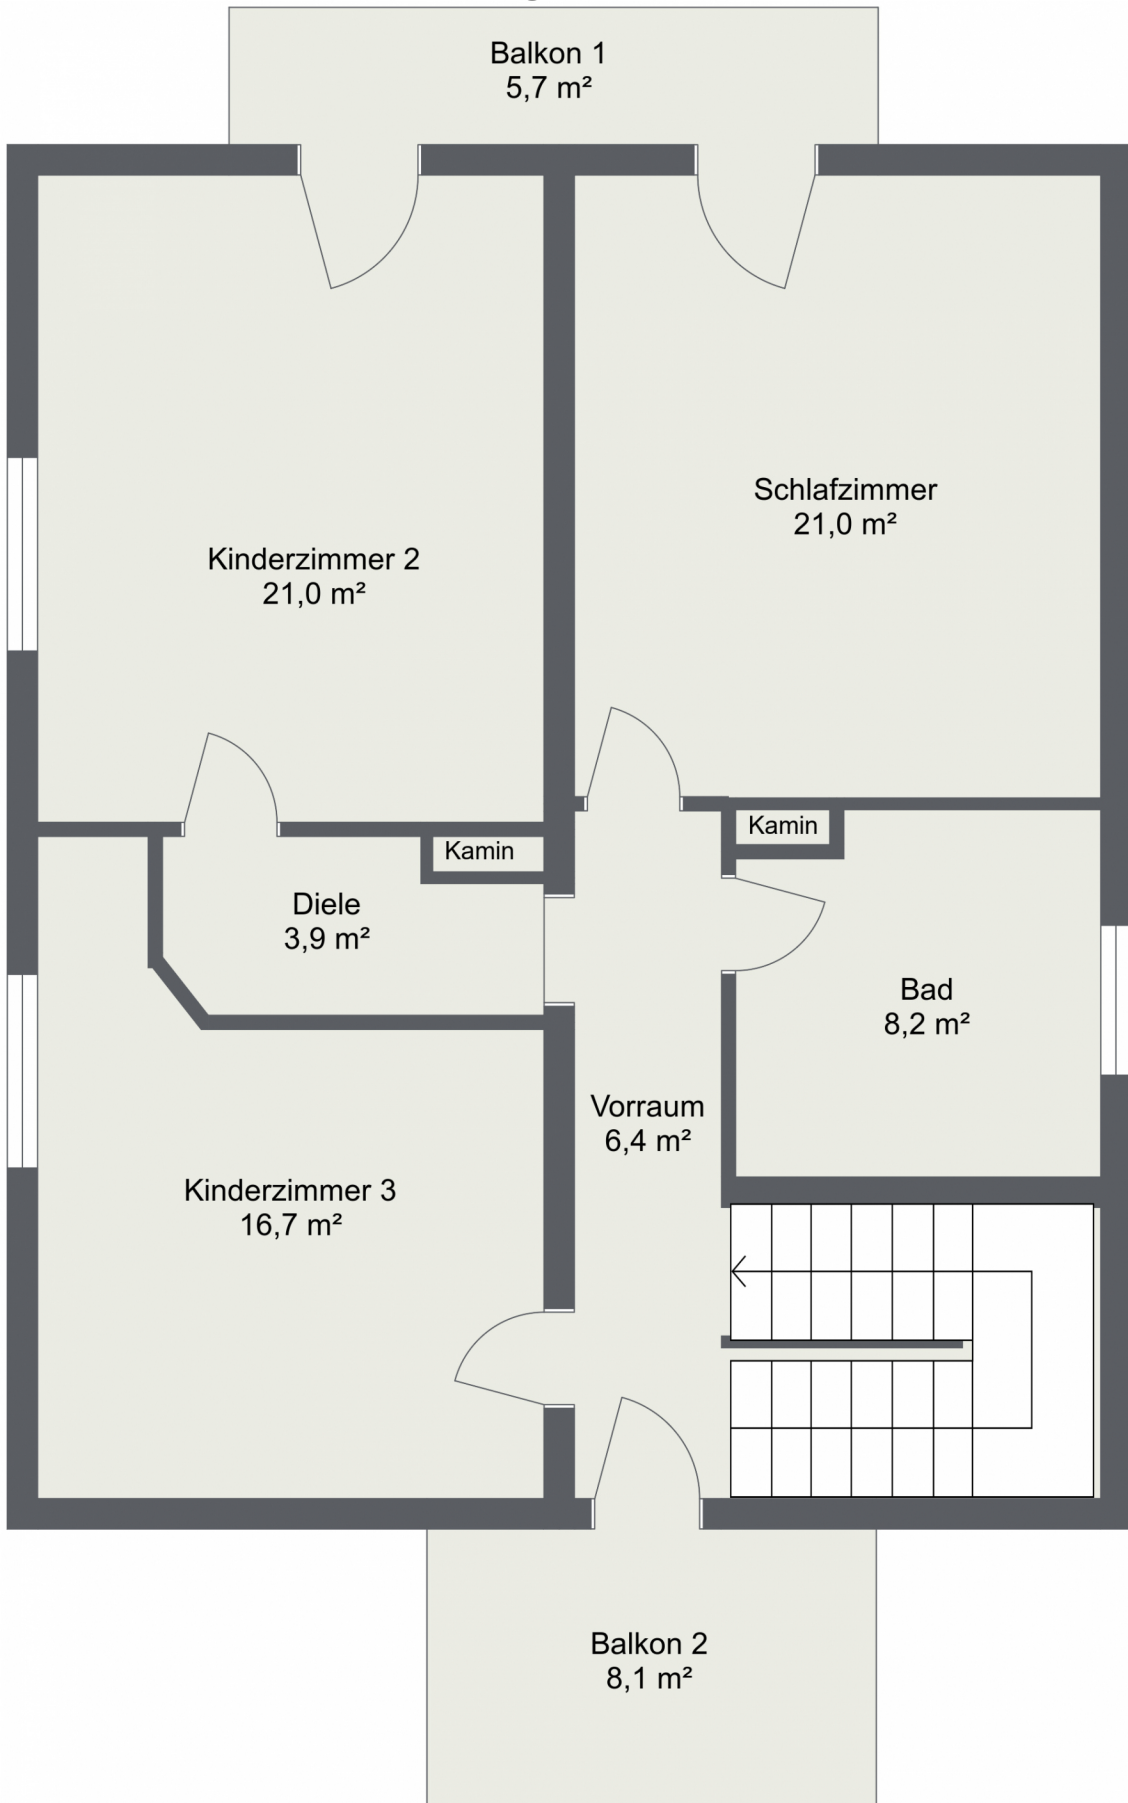 Balkon 1
5,7 m²
Schlafzimmer
21,0 m²
Kinderzimmer 2
21,0 m²
Kamin
Kamin
Diele
3,9 m²
Bad
8,2 m²
Vorraum
6,4 m²
Kinderzimmer 3
16,7 m²
Balkon 2
8,1 m²